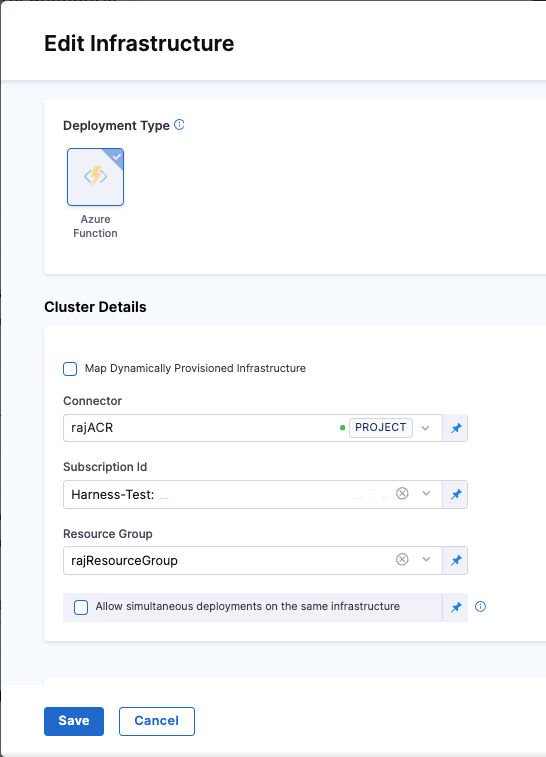 Edit Infrastructure
Deployment Type
Azure
Function
Cluster Details
Map Dynamically Provisioned Infrastructure
Connector
rajACR PROJECT
Subscription Id
Harness-Test:
Resource Group
rajResourceGroup
Allow simultaneous deployments on the same infrastructure
Save Cancel